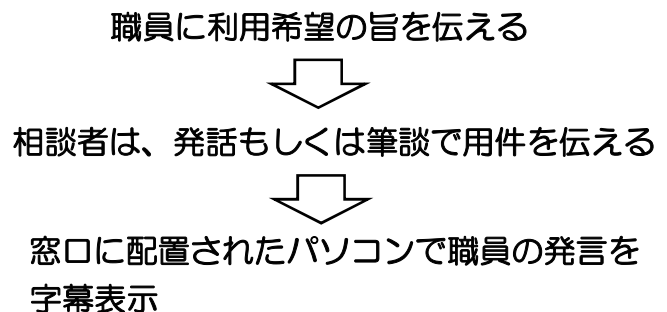 職員に利用希望の旨を伝える
相談者は、発話もしくは筆談で用件を伝える
窓口に配置されたパソコンで職員の発言を
字幕表示